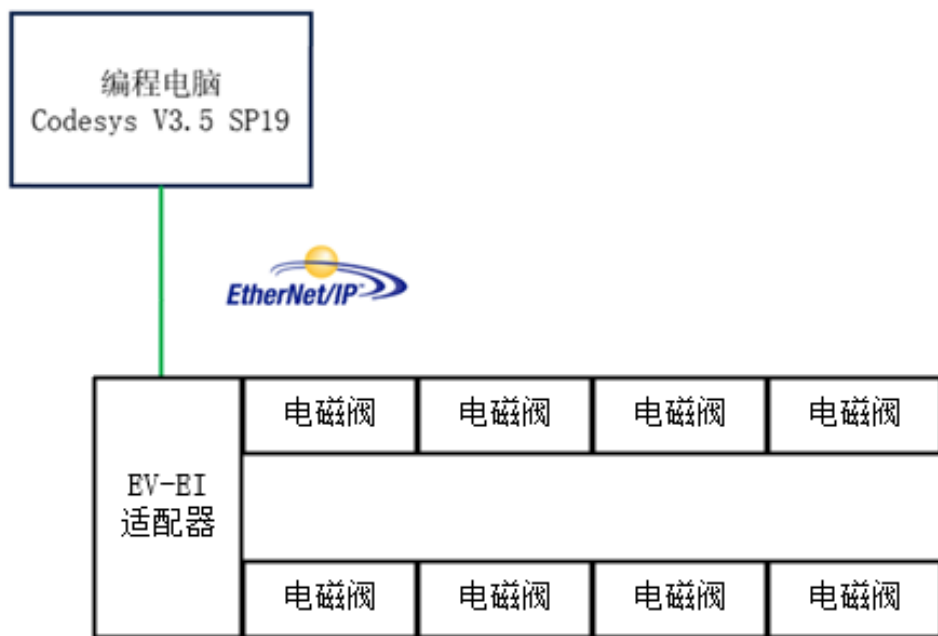 编程电脑
Codesys V3.5 SP19
EtherNet/IP™
电磁阀 电磁阀 电磁阀 电磁阀
EV-EI
适配器
电磁阀 电磁阀 电磁阀 电磁阀